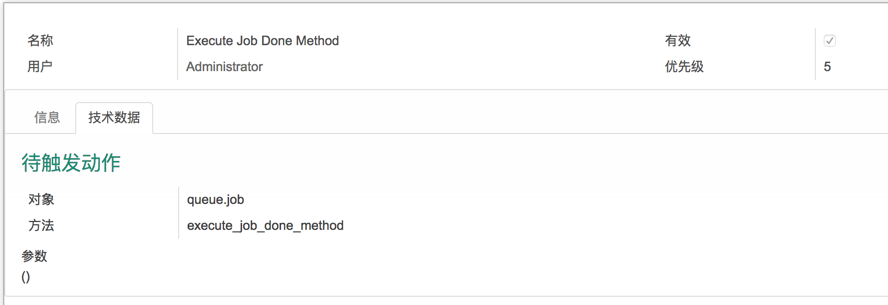 名称 Execute Job Done Method 有效
用户 Administrator 优先级 5
信息 技术数据
待触发动作
对象 queue.job
方法 execute_job_done_method
参数
()